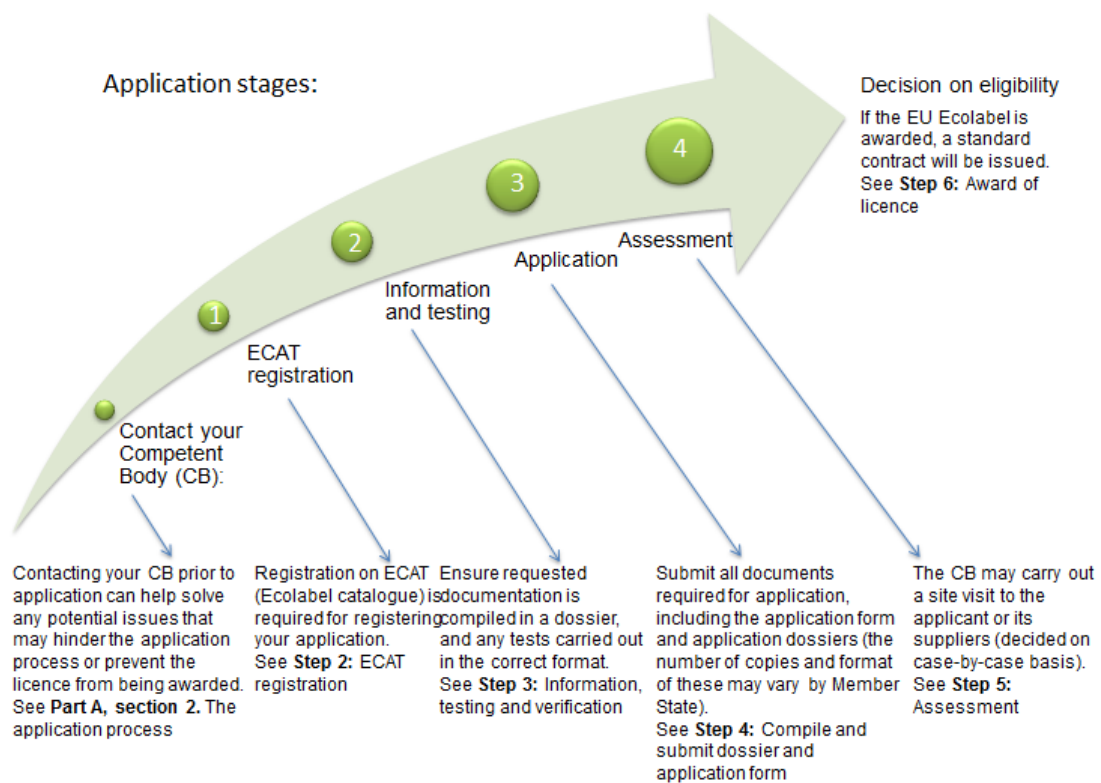 Application stages:
Decision on eligibility
If the EU Ecolabel is
awarded, a standard
contract will be issued.
See Step 6: Award of
licence
4
3
2
1
Assessment
Application
Information
and testing
ECAT
registration
Contact your
Competent
Body (CB):
Contacting your CB prior to
application can help solve
any potential issues that
may hinder the application
process or prevent the
licence from being awarded.
See Part A, section 2. The
application process
Registration on ECAT
(Ecolabel catalogue) is
required for registering
your application.
See Step 2: ECAT
registration
Ensure requested
documentation is
compiled in a dossier,
and any tests carried out
in the correct format.
See Step 3: Information,
testing and verification
Submit all documents
required for application,
including the application form
and application dossiers (the
number of copies and format
of these may vary by Member
State).
See Step 4: Compile and
submit dossier and
application form
The CB may carry out
a site visit to the
applicant or its
suppliers (decided on
case-by-case basis).
See Step 5:
Assessment